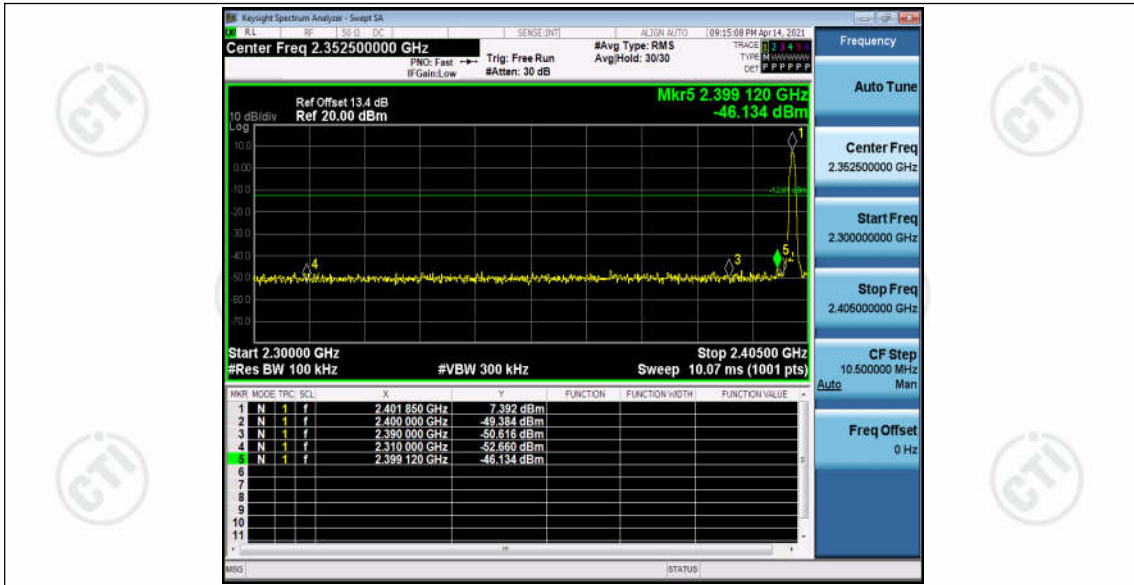 Keysight Spectrum Analyzer - Swept SA
RL RF 50 Ω DC SENSE:INT ALIGN AUTO 09:15:08 PM Apr 14, 2021
Center Freq 2.352500000 GHz
PNO: Fast Trig: Free Run
IFGain:Low #Atten: 30 dB
#Avg Type: RMS
Avg|Hold: 30/30
TRACE 1 2 3 4 5 6
TYPE M WWWWW
DET P P P P P P
Mkr5 2.399 120 GHz
-46.134 dBm
Ref Offset 13.4 dB
10 dB/div Ref 20.00 dBm
Log
10.0
0.00
-10.0
-20.0
-30.0
-40.0
-50.0
-60.0
-70.0
1
4
3
5
Start 2.30000 GHz Stop 2.40500 GHz
#Res BW 100 kHz #VBW 300 kHz Sweep 10.07 ms (1001 pts)
MKR MODE TRC SCL X Y FUNCTION FUNCTION WIDTH FUNCTION VALUE
1 N 1 f 2.401 850 GHz 7.392 dBm
2 N 1 f 2.400 000 GHz -49.384 dBm
3 N 1 f 2.390 000 GHz -50.616 dBm
4 N 1 f 2.310 000 GHz -52.660 dBm
5 N 1 f 2.399 120 GHz -46.134 dBm
6
7
8
9
10
11
MSG STATUS
Frequency
Auto Tune
Center Freq
2.352500000 GHz
Start Freq
2.300000000 GHz
Stop Freq
2.405000000 GHz
CF Step
10.500000 MHz
Auto Man
Freq Offset
0 Hz
CTI
CTI
CTI
CTI